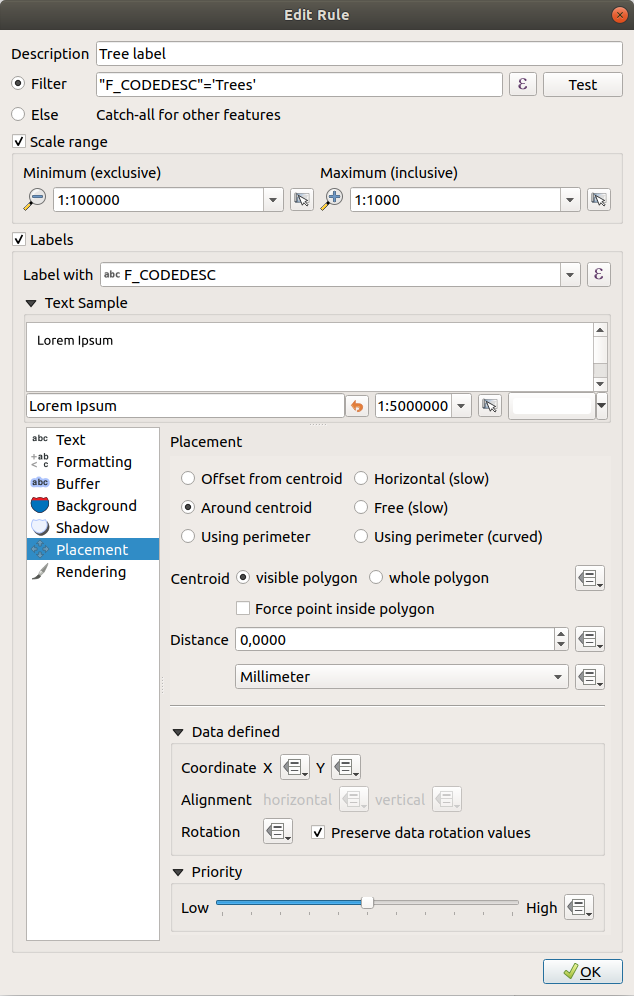 Edit Rule
Description Tree label
Filter "F_CODEDESC"='Trees' ε Test
Else Catch-all for other features
Scale range
Minimum (exclusive) Maximum (inclusive)
1:100000 1:1000
Labels
Label with abc F_CODEDESC ε
Text Sample
Lorem Ipsum
Lorem Ipsum 1:5000000
abc Text
+ab < c Formatting
abc Buffer
Background
Shadow
Placement
Rendering
Placement
Offset from centroid Horizontal (slow)
Around centroid Free (slow)
Using perimeter Using perimeter (curved)
Centroid visible polygon whole polygon
Force point inside polygon
Distance 0,0000
Millimeter
Data defined
Coordinate X Y
Alignment horizontal vertical
Rotation Preserve data rotation values
Priority
Low High
OK